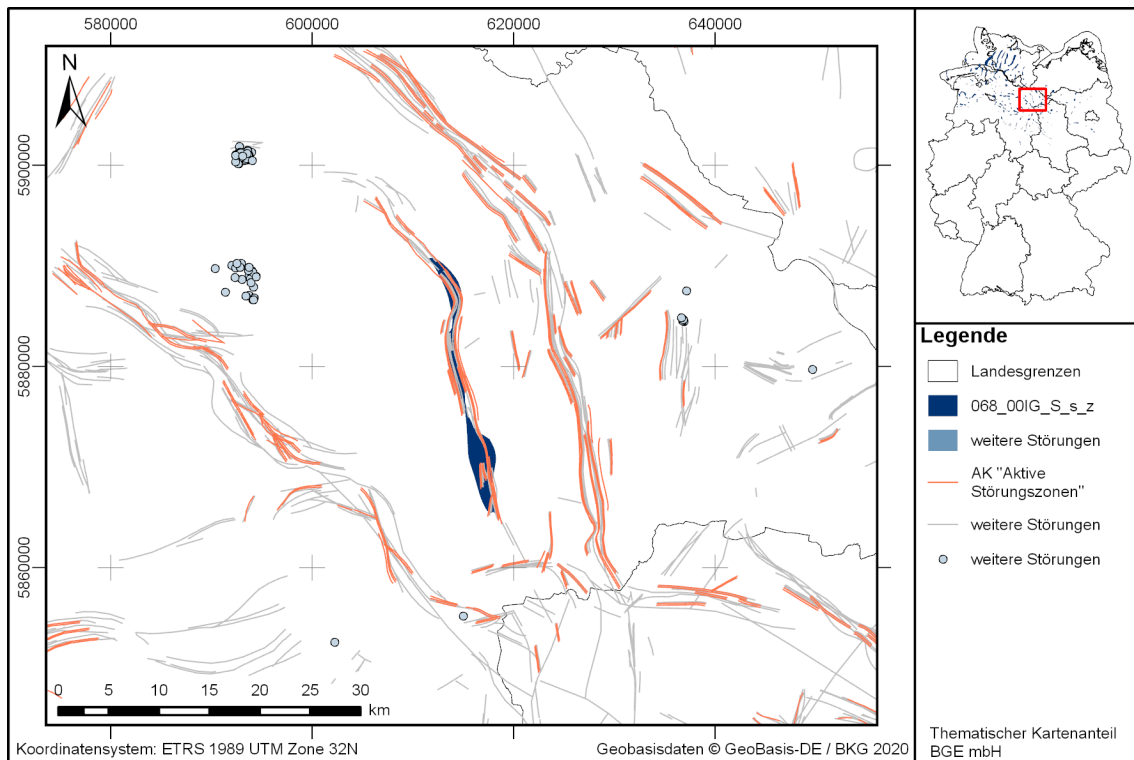 580000
600000
620000
640000
N
5900000
5880000
5860000
0
5
10
15
20
25
30
km
Koordinatensystem: ETRS 1989 UTM Zone 32N
Geobasisdaten © GeoBasis-DE / BKG 2020
Legende
Landesgrenzen
068_00IG_S_s_z
weitere Störungen
AK "Aktive
Störungszonen"
weitere Störungen
weitere Störungen
Thematischer Kartenanteil
BGE mbH